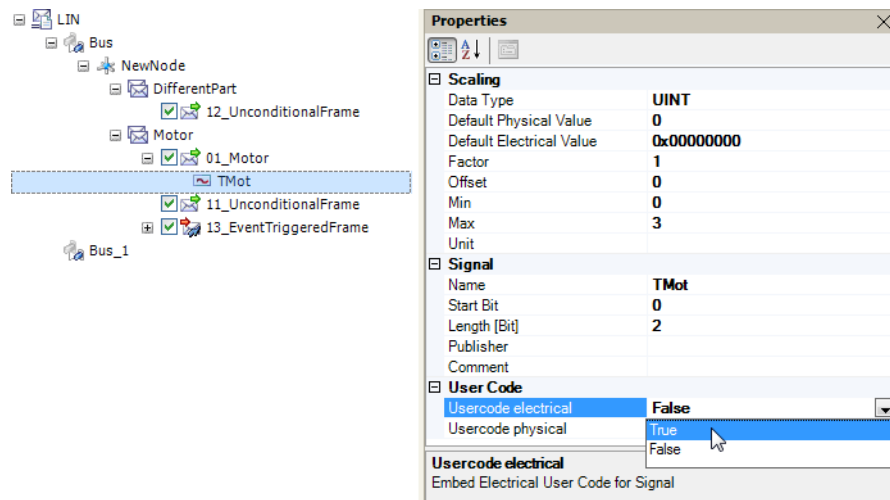 LIN
Bus
NewNode
DifferentPart
12_UnconditionalFrame
Motor
01_Motor
TMot
11_UnconditionalFrame
13_EventTriggeredFrame
Bus_1
Properties
Scaling
Data Type UINT
Default Physical Value 0
Default Electrical Value 0x00000000
Factor 1
Offset 0
Min 0
Max 3
Unit
Signal
Name TMot
Start Bit 0
Length [Bit] 2
Publisher
Comment
User Code
Usercode electrical False
Usercode physical
True
False
Usercode electrical
Embed Electrical User Code for Signal